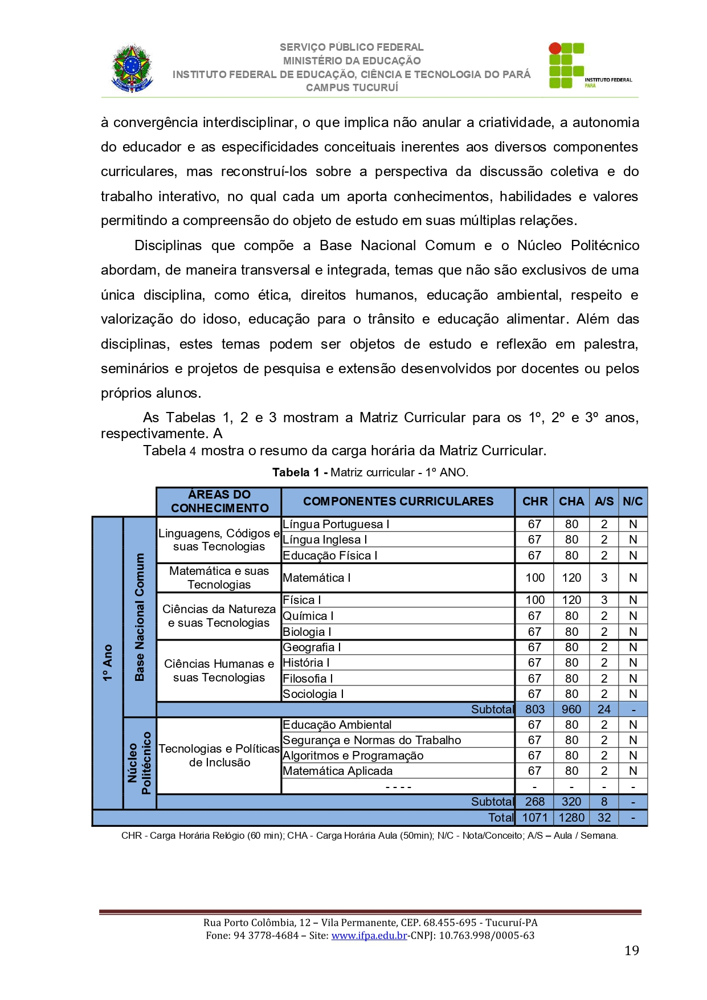 SERVIÇO PÚBLICO FEDERAL
MINISTÉRIO DA EDUCAÇÃO
INSTITUTO FEDERAL DE EDUCAÇÃO, CIÊNCIA E TECNOLOGIA DO PARÁ
CAMPUS TUCURUÍ
INSTITUTO FEDERAL
PARÁ
à convergência interdisciplinar, o que implica não anular a criatividade, a autonomia
do educador e as especificidades conceituais inerentes aos diversos componentes
curriculares, mas reconstruí-los sobre a perspectiva da discussão coletiva e do
trabalho interativo, no qual cada um aporta conhecimentos, habilidades e valores
permitindo a compreensão do objeto de estudo em suas múltiplas relações.
Disciplinas que compõe a Base Nacional Comum e o Núcleo Politécnico
abordam, de maneira transversal e integrada, temas que não são exclusivos de uma
única disciplina, como ética, direitos humanos, educação ambiental, respeito e
valorização do idoso, educação para o trânsito e educação alimentar. Além das
disciplinas, estes temas podem ser objetos de estudo e reflexão em palestra,
seminários e projetos de pesquisa e extensão desenvolvidos por docentes ou pelos
próprios alunos.
As Tabelas 1, 2 e 3 mostram a Matriz Curricular para os 1º, 2º e 3º anos,
respectivamente. A
Tabela 4 mostra o resumo da carga horária da Matriz Curricular.
Tabela 1 - Matriz curricular - 1º ANO.
ÁREAS DO CONHECIMENTO COMPONENTES CURRICULARES CHR CHA A/S N/C
1º Ano
Base Nacional Comum
Linguagens, Códigos e
suas Tecnologias
Língua Portuguesa I 67 80 2 N
Língua Inglesa I 67 80 2 N
Educação Física I 67 80 2 N
Matemática e suas
Tecnologias
Matemática I 100 120 3 N
Ciências da Natureza
e suas Tecnologias
Física I 100 120 3 N
Química I 67 80 2 N
Biologia I 67 80 2 N
Ciências Humanas e
suas Tecnologias
Geografia I 67 80 2 N
História I 67 80 2 N
Filosofia I 67 80 2 N
Sociologia I 67 80 2 N
Subtotal 803 960 24 -
Núcleo
Politécnico
Tecnologias e Políticas
de Inclusão
Educação Ambiental 67 80 2 N
Segurança e Normas do Trabalho 67 80 2 N
Algoritmos e Programação 67 80 2 N
Matemática Aplicada 67 80 2 N
- - - - - - - -
Subtotal 268 320 8 -
Total 1071 1280 32 -
CHR - Carga Horária Relógio (60 min); CHA - Carga Horária Aula (50min); N/C - Nota/Conceito; A/S – Aula / Semana.
Rua Porto Colômbia, 12 – Vila Permanente, CEP. 68.455-695 - Tucuruí-PA
Fone: 94 3778-4684 – Site: www.ifpa.edu.br-CNPJ: 10.763.998/0005-63
19